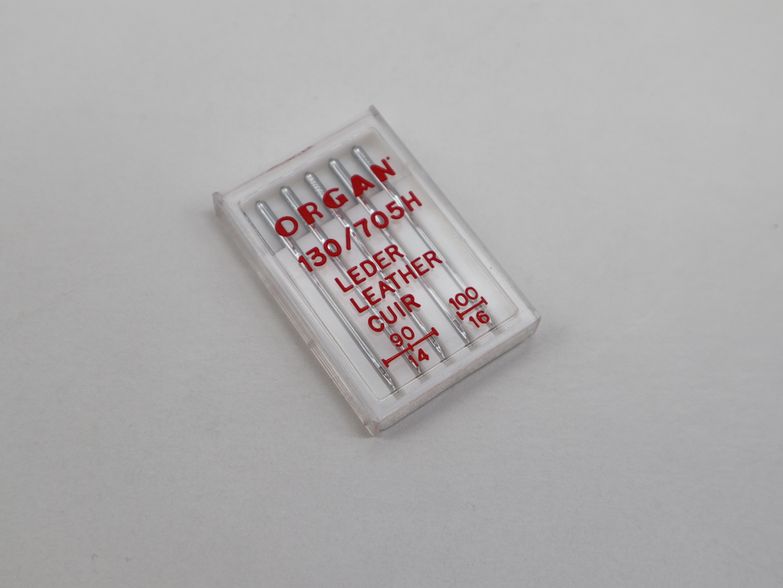 ORGAN
130/705H
LEDER
LEATHER
CUIR
90
14
100
16